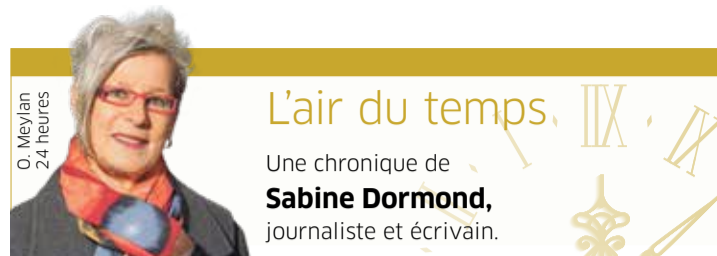 O. Meylan
24 heures
L'air du temps
Une chronique de
Sabine Dormond,
journaliste et écrivain.